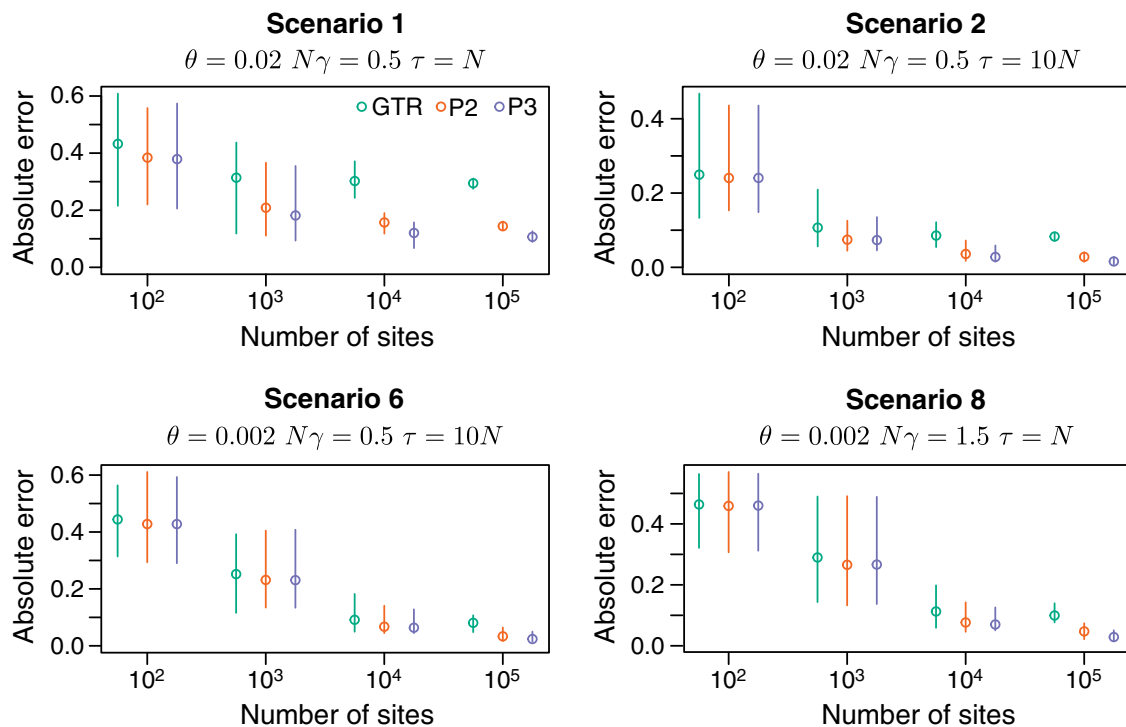 Scenario 1
θ = 0.02 Nγ = 0.5 τ = N
Absolute error
0.6
0.4
0.2
0.0
GTR P2 P3
10²
10³
10⁴
10⁵
Number of sites
Scenario 2
θ = 0.02 Nγ = 0.5 τ = 10N
Absolute error
0.4
0.2
0.0
10²
10³
10⁴
10⁵
Number of sites
Scenario 6
θ = 0.002 Nγ = 0.5 τ = 10N
Absolute error
0.6
0.4
0.2
0.0
10²
10³
10⁴
10⁵
Number of sites
Scenario 8
θ = 0.002 Nγ = 1.5 τ = N
Absolute error
0.4
0.2
0.0
10²
10³
10⁴
10⁵
Number of sites